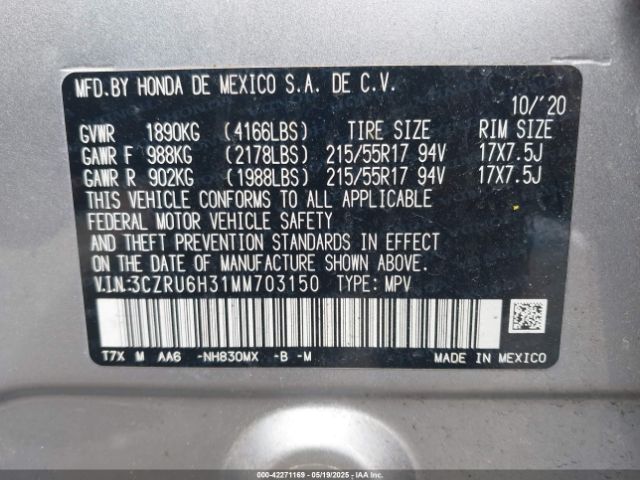 MFD.BY HONDA DE MEXICO S.A. DE C.V.
10/'20
GVWR 1890KG (4166LBS) TIRE SIZE RIM SIZE
GAWR F 988KG (2178LBS) 215/55R17 94V 17X7.5J
GAWR R 902KG (1988LBS) 215/55R17 94V 17X7.5J
THIS VEHICLE CONFORMS TO ALL APPLICABLE
FEDERAL MOTOR VEHICLE SAFETY
AND THEFT PREVENTION STANDARDS IN EFFECT
ON THE DATE OF MANUFACTURE SHOWN ABOVE.
V.I.N.:3CZRU6H31MM703150 TYPE: MPV
T7X M AA6 -NH830MX -B -M MADE IN MEXICO
000-42271169 - 05/19/2025 - IAA Inc.